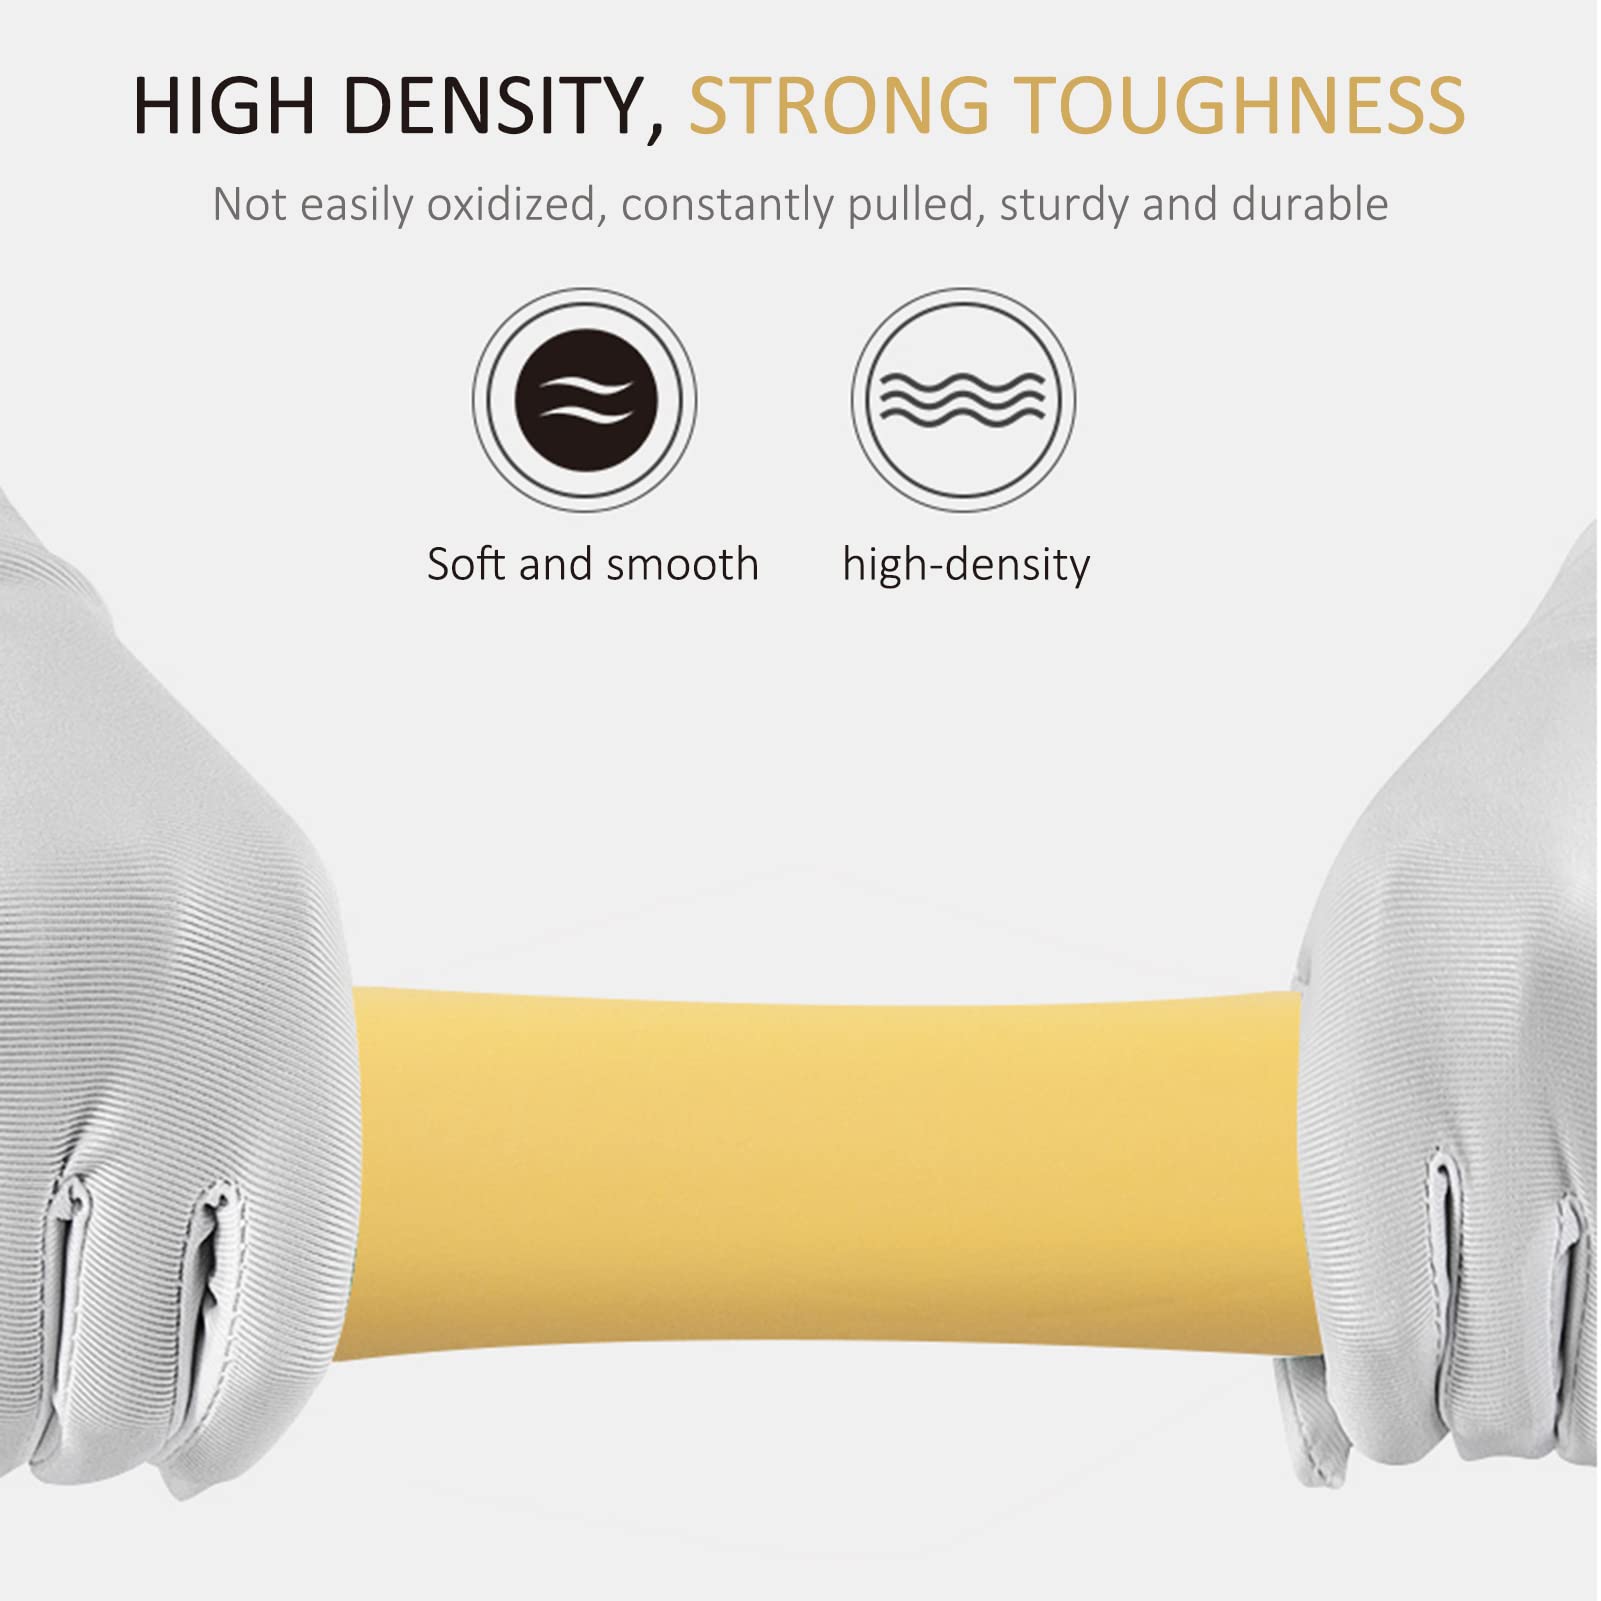 HIGH DENSITY, STRONG TOUGHNESS
Not easily oxidized, constantly pulled, sturdy and durable
Soft and smooth
high-density